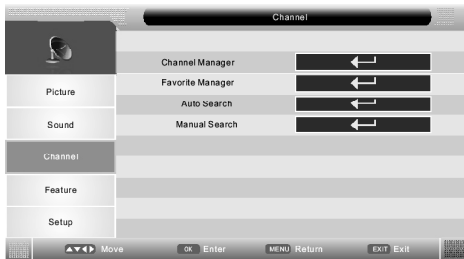 Channel
Channel Manager
Favorite Manager
Auto Search
Manual Search
Picture
Sound
Channel
Feature
Setup
▲▼◀▶ Move OK Enter MENU Return EXIT Exit